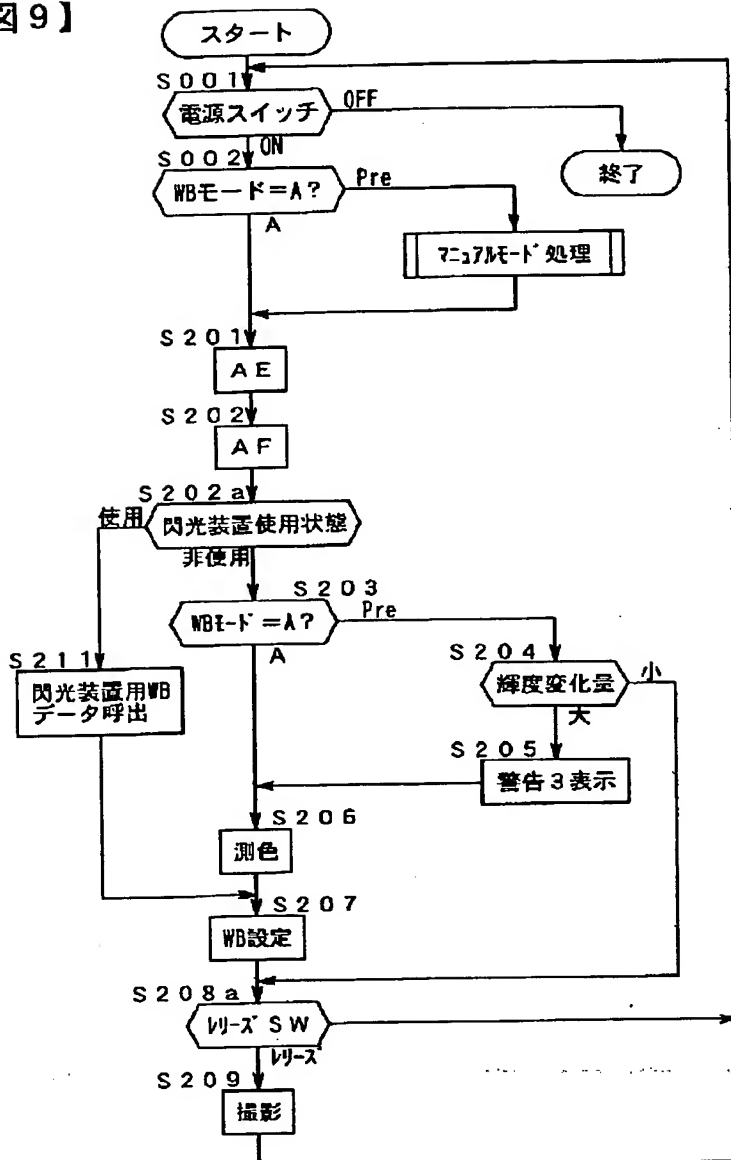 図9】
スタート
S001
電源スイッチ
OFF
ON
終了
S002
WBモード=A?
Pre
A
マニュアルモード処理
S201
AE
S202
AF
S202a
使用
閃光装置使用状態
非使用
S203
WBモード=A?
Pre
A
S204
輝度変化量
小
大
S211
閃光装置用WB
データ呼出
S205
警告3表示
S206
測色
S207
WB設定
S208a
レリーズSW
レリーズ
S209
撮影